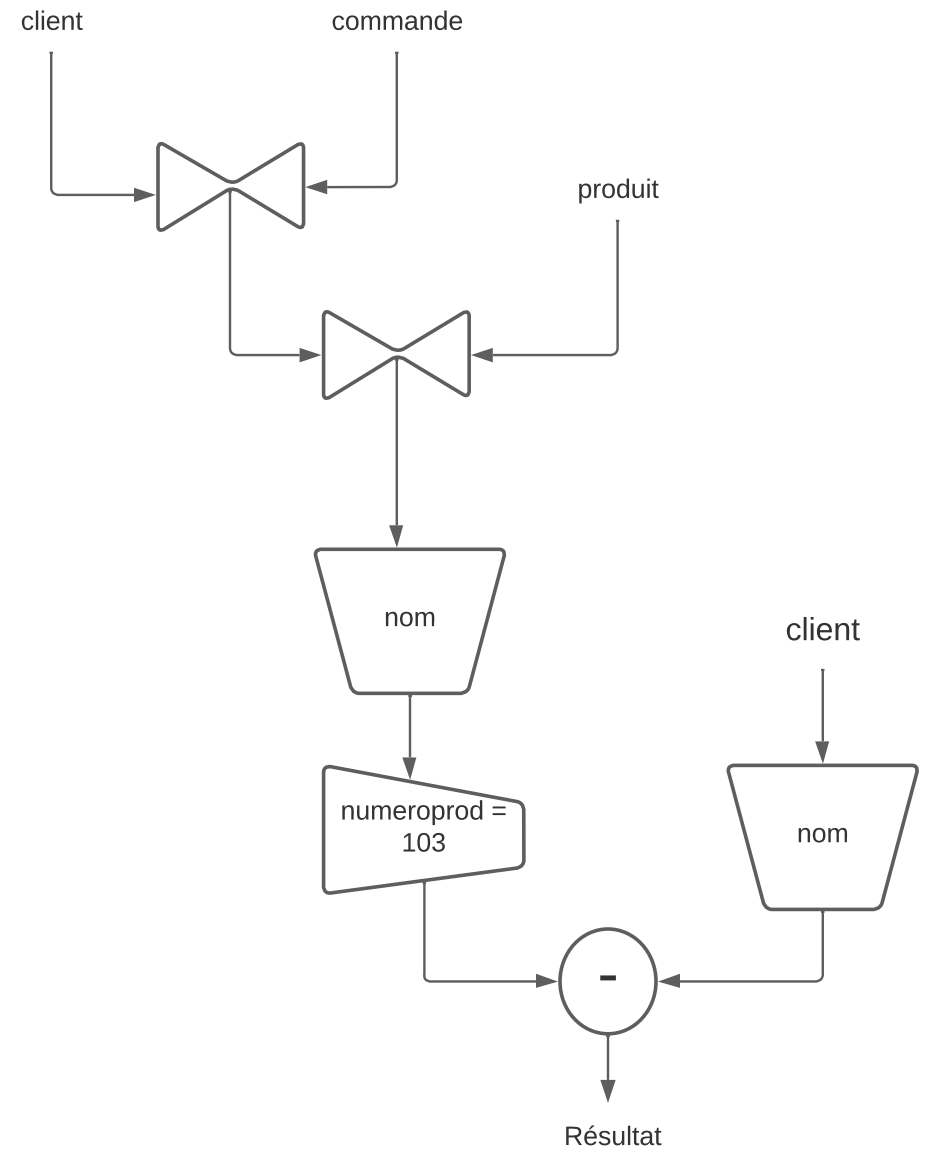 client
commande
produit
nom
client
numeroprod =
103
nom
-
Résultat